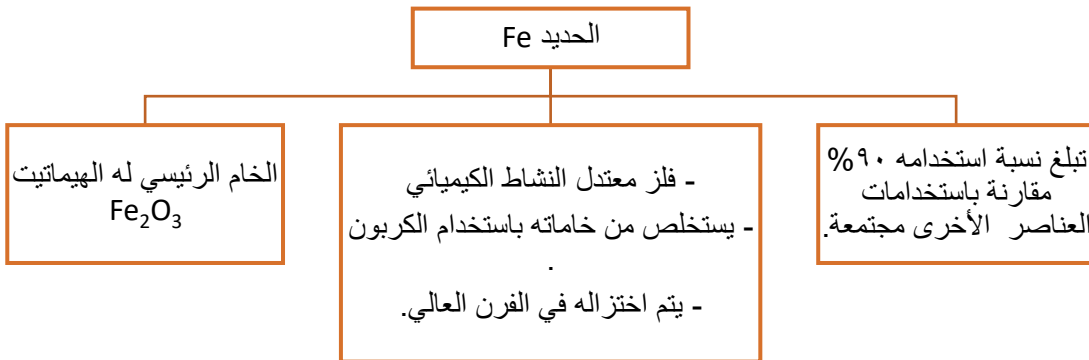 الحديد Fe
تبلغ نسبة استخدامه ٩٠%
مقارنة باستخدامات
العناصر الأخرى مجتمعة.
- فلز معتدل النشاط الكيميائي
- يستخلص من خاماته باستخدام الكربون
.
- يتم اختزاله في الفرن العالي.
الخام الرئيسي له الهيماتيت
Fe₂O₃